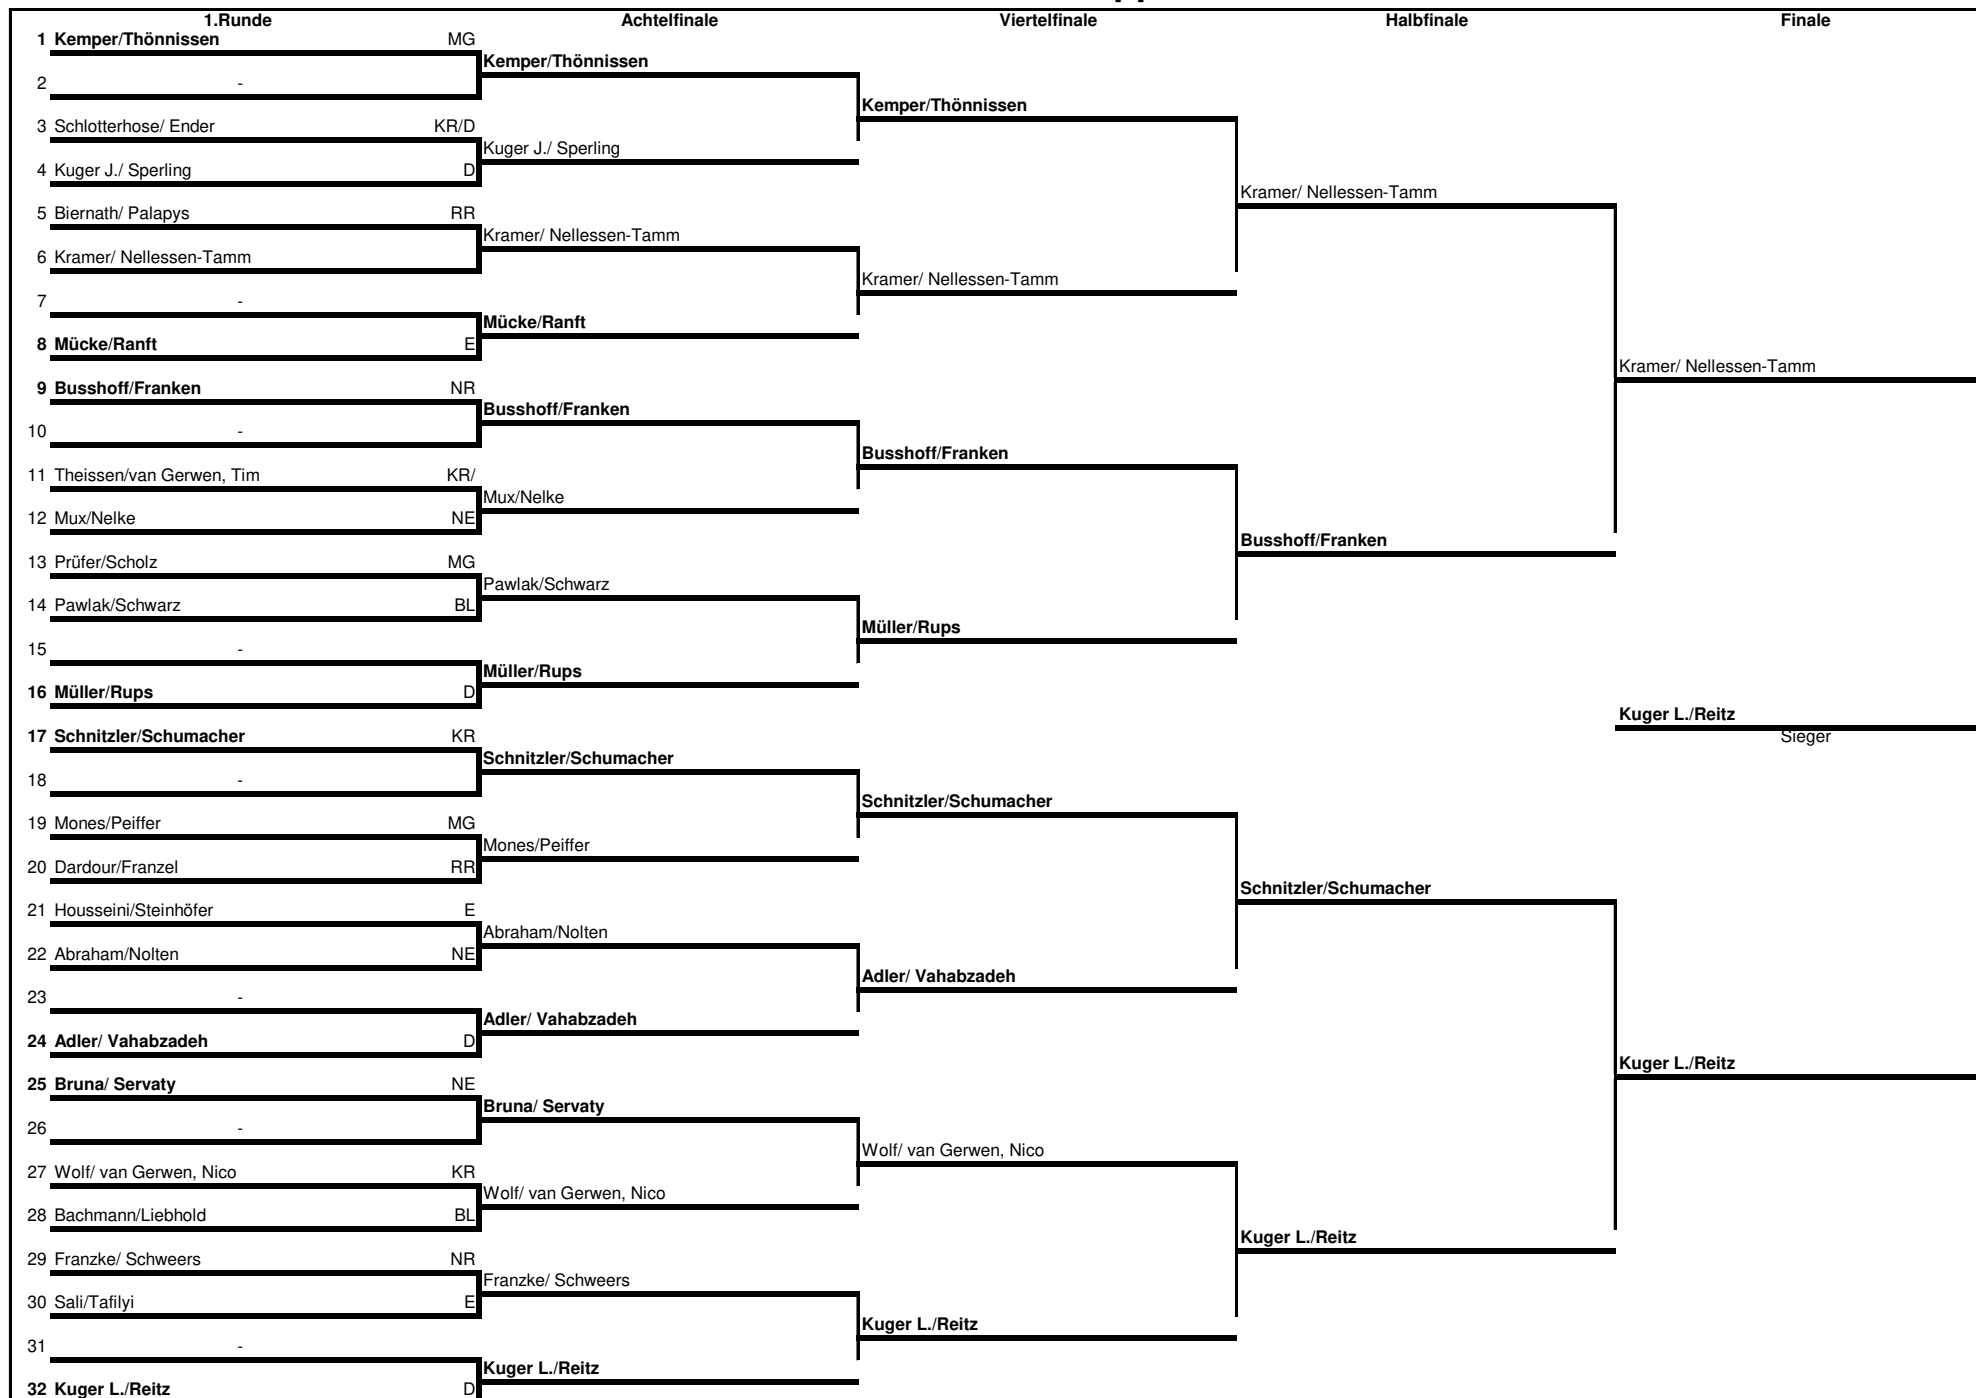 1.Runde Achtelfinale Viertelfinale Halbfinale Finale
1 Kemper/Thönnissen MG
Kemper/Thönnissen
2 -
Kemper/Thönnissen
3 Schlotterhose/ Ender KR/D
Kuger J./ Sperling
4 Kuger J./ Sperling D
Kramer/ Nellessen-Tamm
5 Biernath/ Palapys RR
Kramer/ Nellessen-Tamm
6 Kramer/ Nellessen-Tamm
Kramer/ Nellessen-Tamm
7 -
Mücke/Ranft
8 Mücke/Ranft E
Kramer/ Nellessen-Tamm
9 Busshoff/Franken NR
Busshoff/Franken
10 -
Busshoff/Franken
11 Theissen/van Gerwen, Tim KR/
Mux/Nelke
12 Mux/Nelke NE
Busshoff/Franken
13 Prüfer/Scholz MG
Pawlak/Schwarz
14 Pawlak/Schwarz BL
Müller/Rups
15 -
Müller/Rups
16 Müller/Rups D
Kuger L./Reitz
17 Schnitzler/Schumacher KR
Sieger
Schnitzler/Schumacher
18 -
Schnitzler/Schumacher
19 Mones/Peiffer MG
Mones/Peiffer
20 Dardour/Franzel RR
Schnitzler/Schumacher
21 Housseini/Steinhöfer E
Abraham/Nolten
22 Abraham/Nolten NE
Adler/ Vahabzadeh
23 -
Adler/ Vahabzadeh
24 Adler/ Vahabzadeh D
Kuger L./Reitz
25 Bruna/ Servaty NE
Bruna/ Servaty
26 -
Wolf/ van Gerwen, Nico
27 Wolf/ van Gerwen, Nico KR
Wolf/ van Gerwen, Nico
28 Bachmann/Liebhold BL
Kuger L./Reitz
29 Franzke/ Schweers NR
Franzke/ Schweers
30 Sali/Tafilyi E
Kuger L./Reitz
31 -
Kuger L./Reitz
32 Kuger L./Reitz D